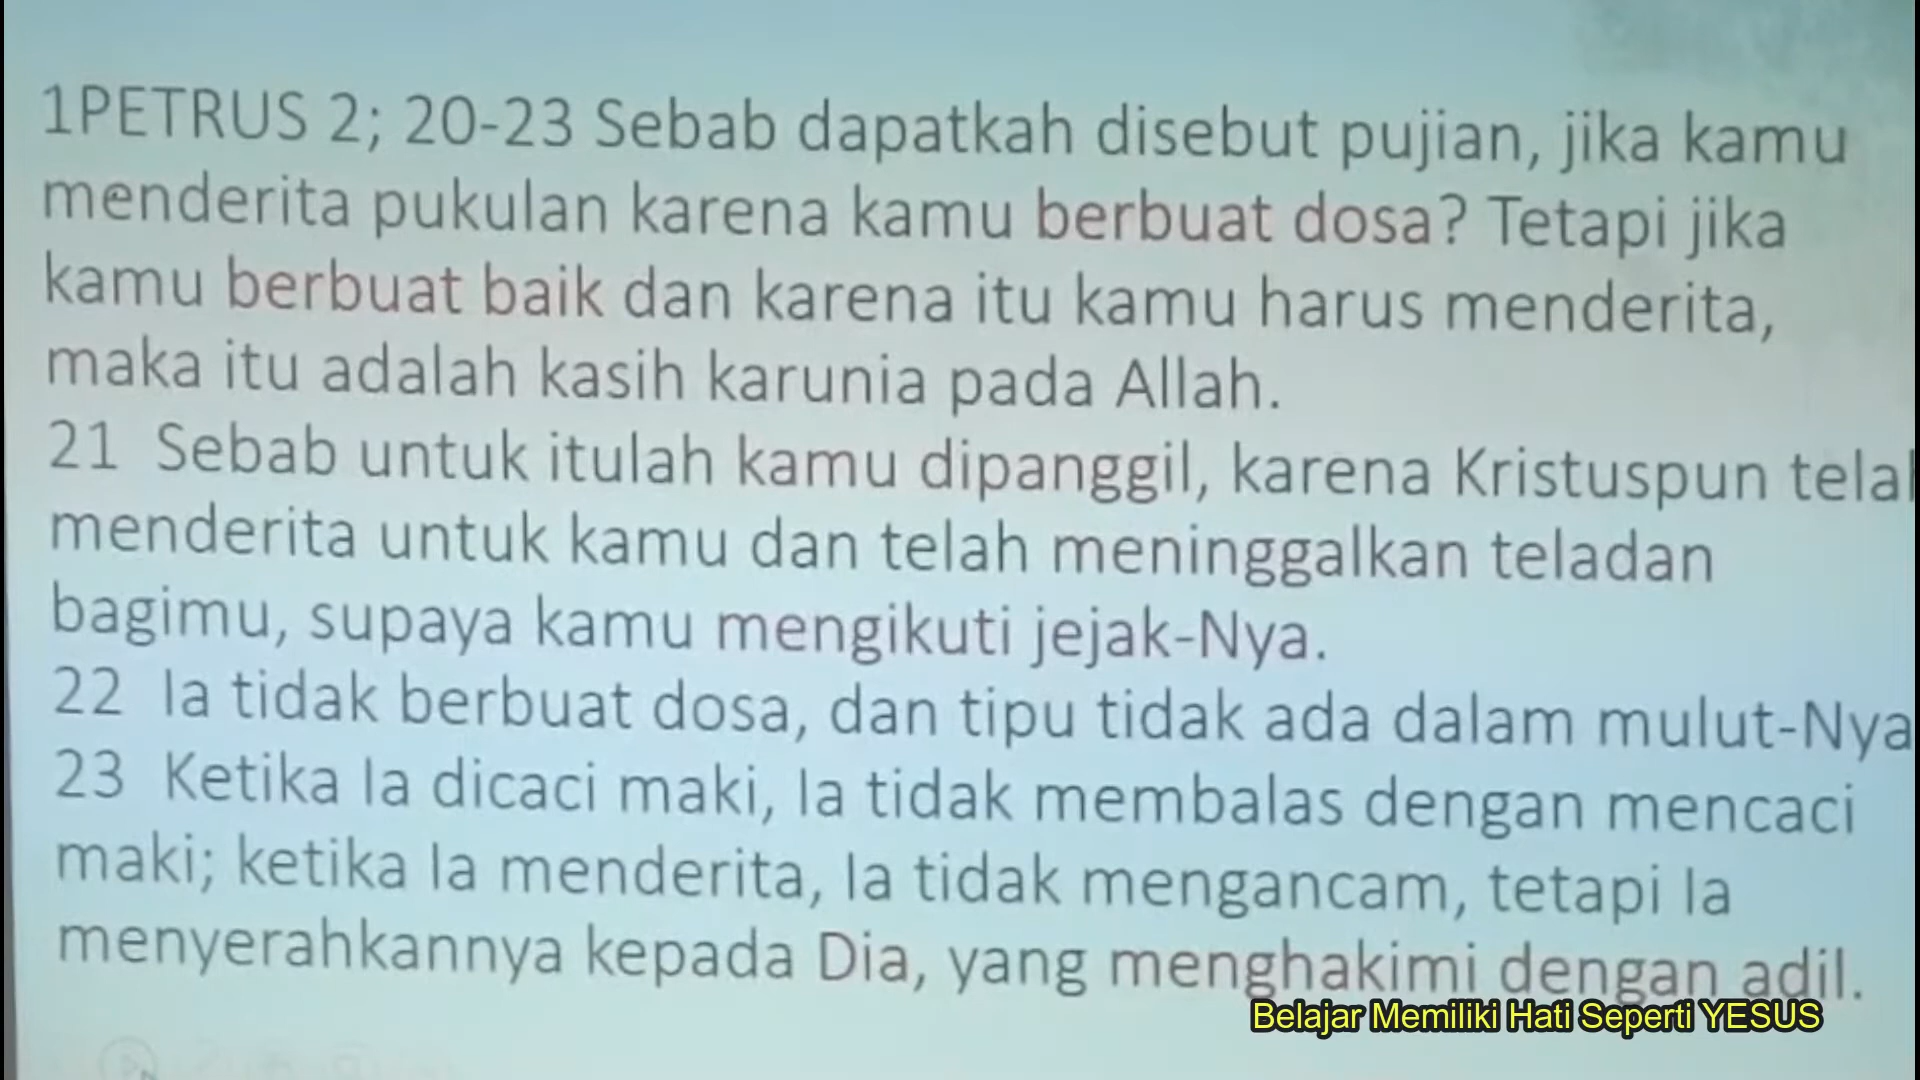 1PETRUS 2; 20-23 Sebab dapatkah disebut pujian, jika kamu
menderita pukulan karena kamu berbuat dosa? Tetapi jika
kamu berbuat baik dan karena itu kamu harus menderita,
maka itu adalah kasih karunia pada Allah.
21 Sebab untuk itulah kamu dipanggil, karena Kristuspun telah
menderita untuk kamu dan telah meninggalkan teladan
bagimu, supaya kamu mengikuti jejak-Nya.
22 Ia tidak berbuat dosa, dan tipu tidak ada dalam mulut-Nya
23 Ketika Ia dicaci maki, Ia tidak membalas dengan mencaci
maki; ketika Ia menderita, Ia tidak mengancam, tetapi Ia
menyerahkannya kepada Dia, yang menghakimi dengan adil.
Belajar Memiliki Hati Seperti YESUS